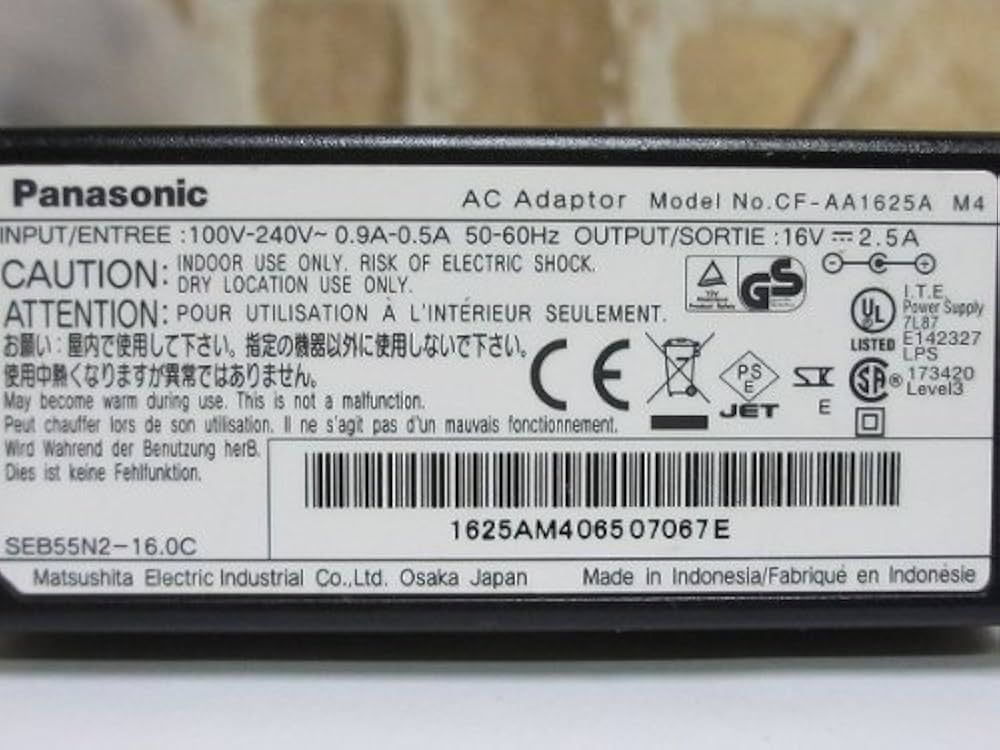 Panasonic AC Adaptor Model No.CF-AA1625A M4
INPUT/ENTREE :100V-240V~ 0.9A-0.5A 50-60Hz OUTPUT/SORTIE :16V ⎓ 2.5A
CAUTION: INDOOR USE ONLY. RISK OF ELECTRIC SHOCK.
DRY LOCATION USE ONLY.
ATTENTION: POUR UTILISATION À L'INTÉRIEUR SEULEMENT.
お願い：屋内で使用して下さい。指定の機器以外に使用しないで下さい。
使用中熱くなりますが異常ではありません。
May become warm during use. This is not a malfunction.
Peut chauffer lors de son utilisation. Il ne s'agit pas d'un mauvais fonctionnement.
Wird Wahrend der Benutzung herB.
Dies ist keine Fehlfunktion.
GS
CE
PS
E
JET
E
UL
LISTED
I.T.E.
Power Supply
7L87
E142327
LPS
SA®
173420
Level3
1625AM406507067E
SEB55N2-16.0C
Matsushita Electric Industrial Co.,Ltd. Osaka Japan Made in Indonesia/Fabriqué en Indonésie